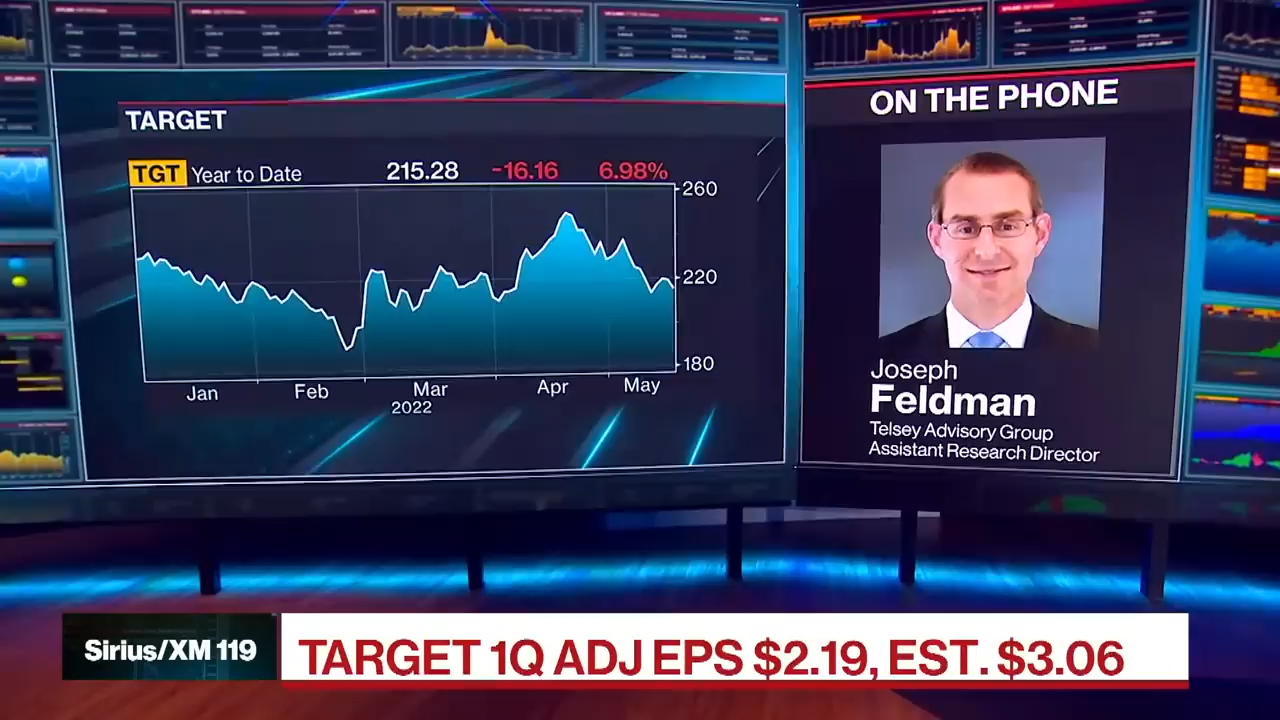 TARGET
TGT Year to Date 215.28 -16.16 6.98%
260
220
180
Jan Feb Mar Apr May
2022
ON THE PHONE
Joseph
Feldman
Telsey Advisory Group
Assistant Research Director
Sirius/XM 119
TARGET 1Q ADJ EPS $2.19, EST. $3.06